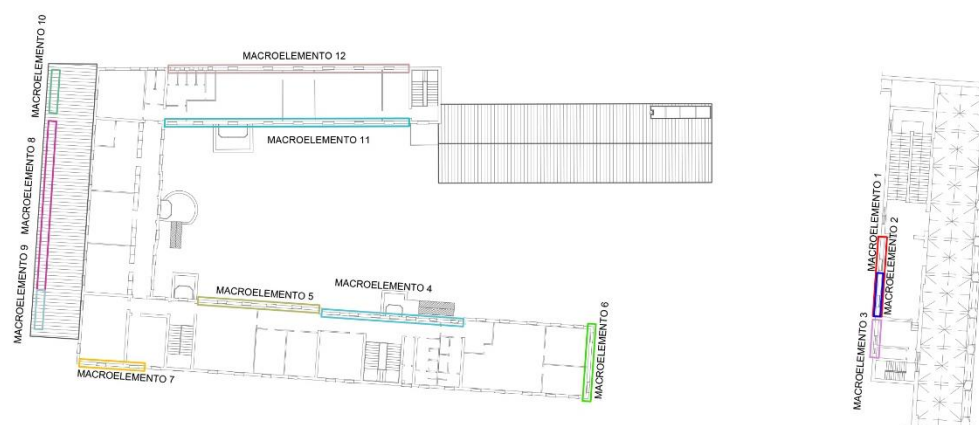 MACROELEMENTO 10
MACROELEMENTO 12
MACROELEMENTO 11
MACROELEMENTO 8
MACROELEMENTO 9
MACROELEMENTO 5
MACROELEMENTO 4
MACROELEMENTO 7
MACROELEMENTO 6
MACROELEMENTO 1
MACROELEMENTO 2
MACROELEMENTO 3